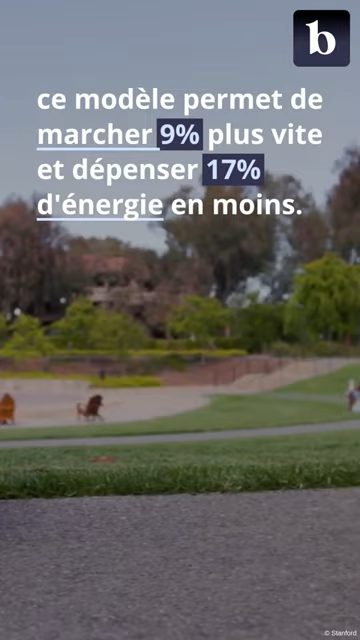 b
ce modèle permet de
marcher 9% plus vite
et dépenser 17%
d'énergie en moins.
© Stanford